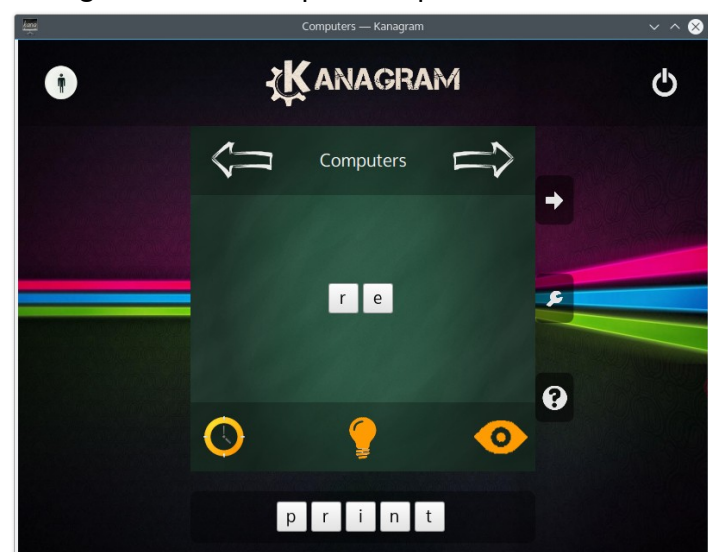 Computers — Kanagram
KANAGRAM
Computers
r e
p r i n t